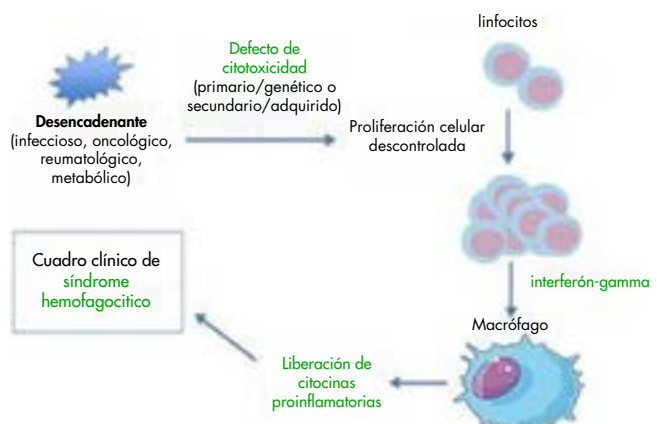 Desencadenante
(infeccioso, oncológico,
reumatológico,
metabólico)
Defecto de
citotoxicidad
(primario/genético o
secundario/adquirido)
linfocitos
Proliferación celular
descontrolada
interferón-gamma
Macrófago
Liberación de
citocinas
proinflamatorias
Cuadro clínico de
síndrome
hemofagocitico